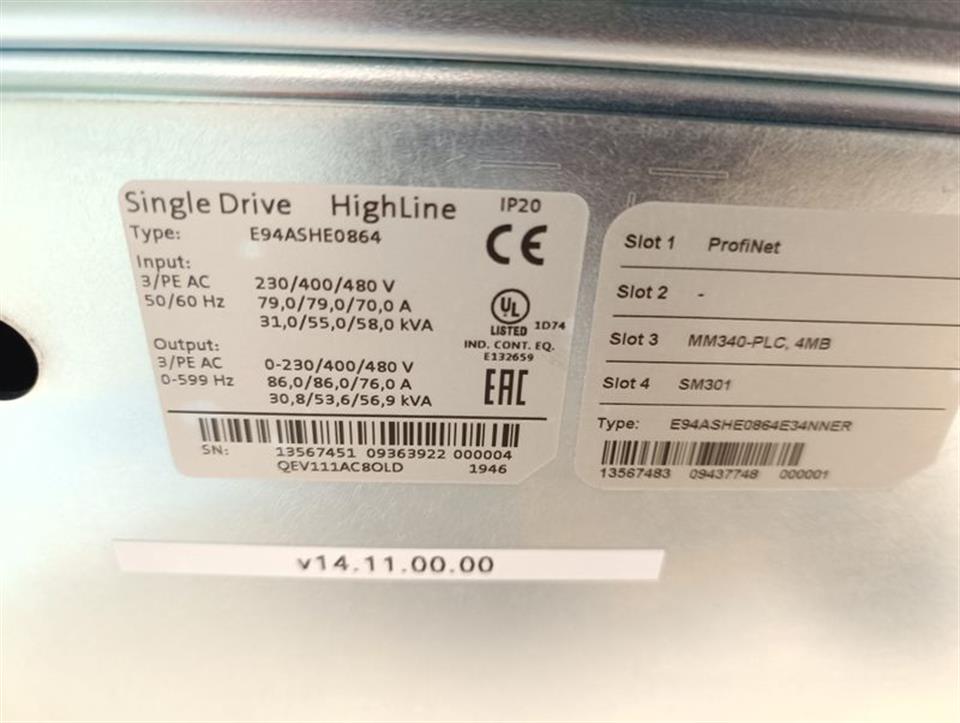 Single Drive HighLine IP20
Type: E94ASHE0864
CE
Input:
3/PE AC 230/400/480 V
50/60 Hz 79,0/79,0/70,0 A
31,0/55,0/58,0 kVA
UL
LISTED 1D74
IND. CONT. EQ.
E132659
Output:
3/PE AC 0-230/400/480 V
0-599 Hz 86,0/86,0/76,0 A
30,8/53,6/56,9 kVA
EAC
SN: 13567451 09363922 000004
QEV111AC8OLD 1946
Slot 1 ProfiNet
Slot 2 -
Slot 3 MM340-PLC, 4MB
Slot 4 SM301
Type: E94ASHE0864E34NNER
13567483 09437748 000001
v14.11.00.00